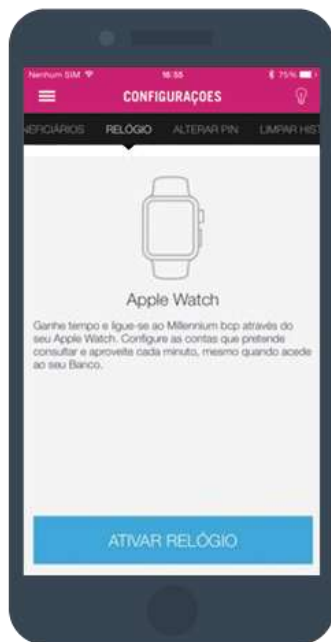 Nenhum SIM 16:55 75%
CONFIGURAÇOES
NEFICIÁRIOS RELÓGIO ALTERAR PIN LIMPAR HIST
Apple Watch
Ganhe tempo e ligue-se ao Millennium bcp através do
seu Apple Watch. Configure as contas que pretende
consultar e aproveite cada minuto, mesmo quando acede
ao seu Banco.
ATIVAR RELÓGIO